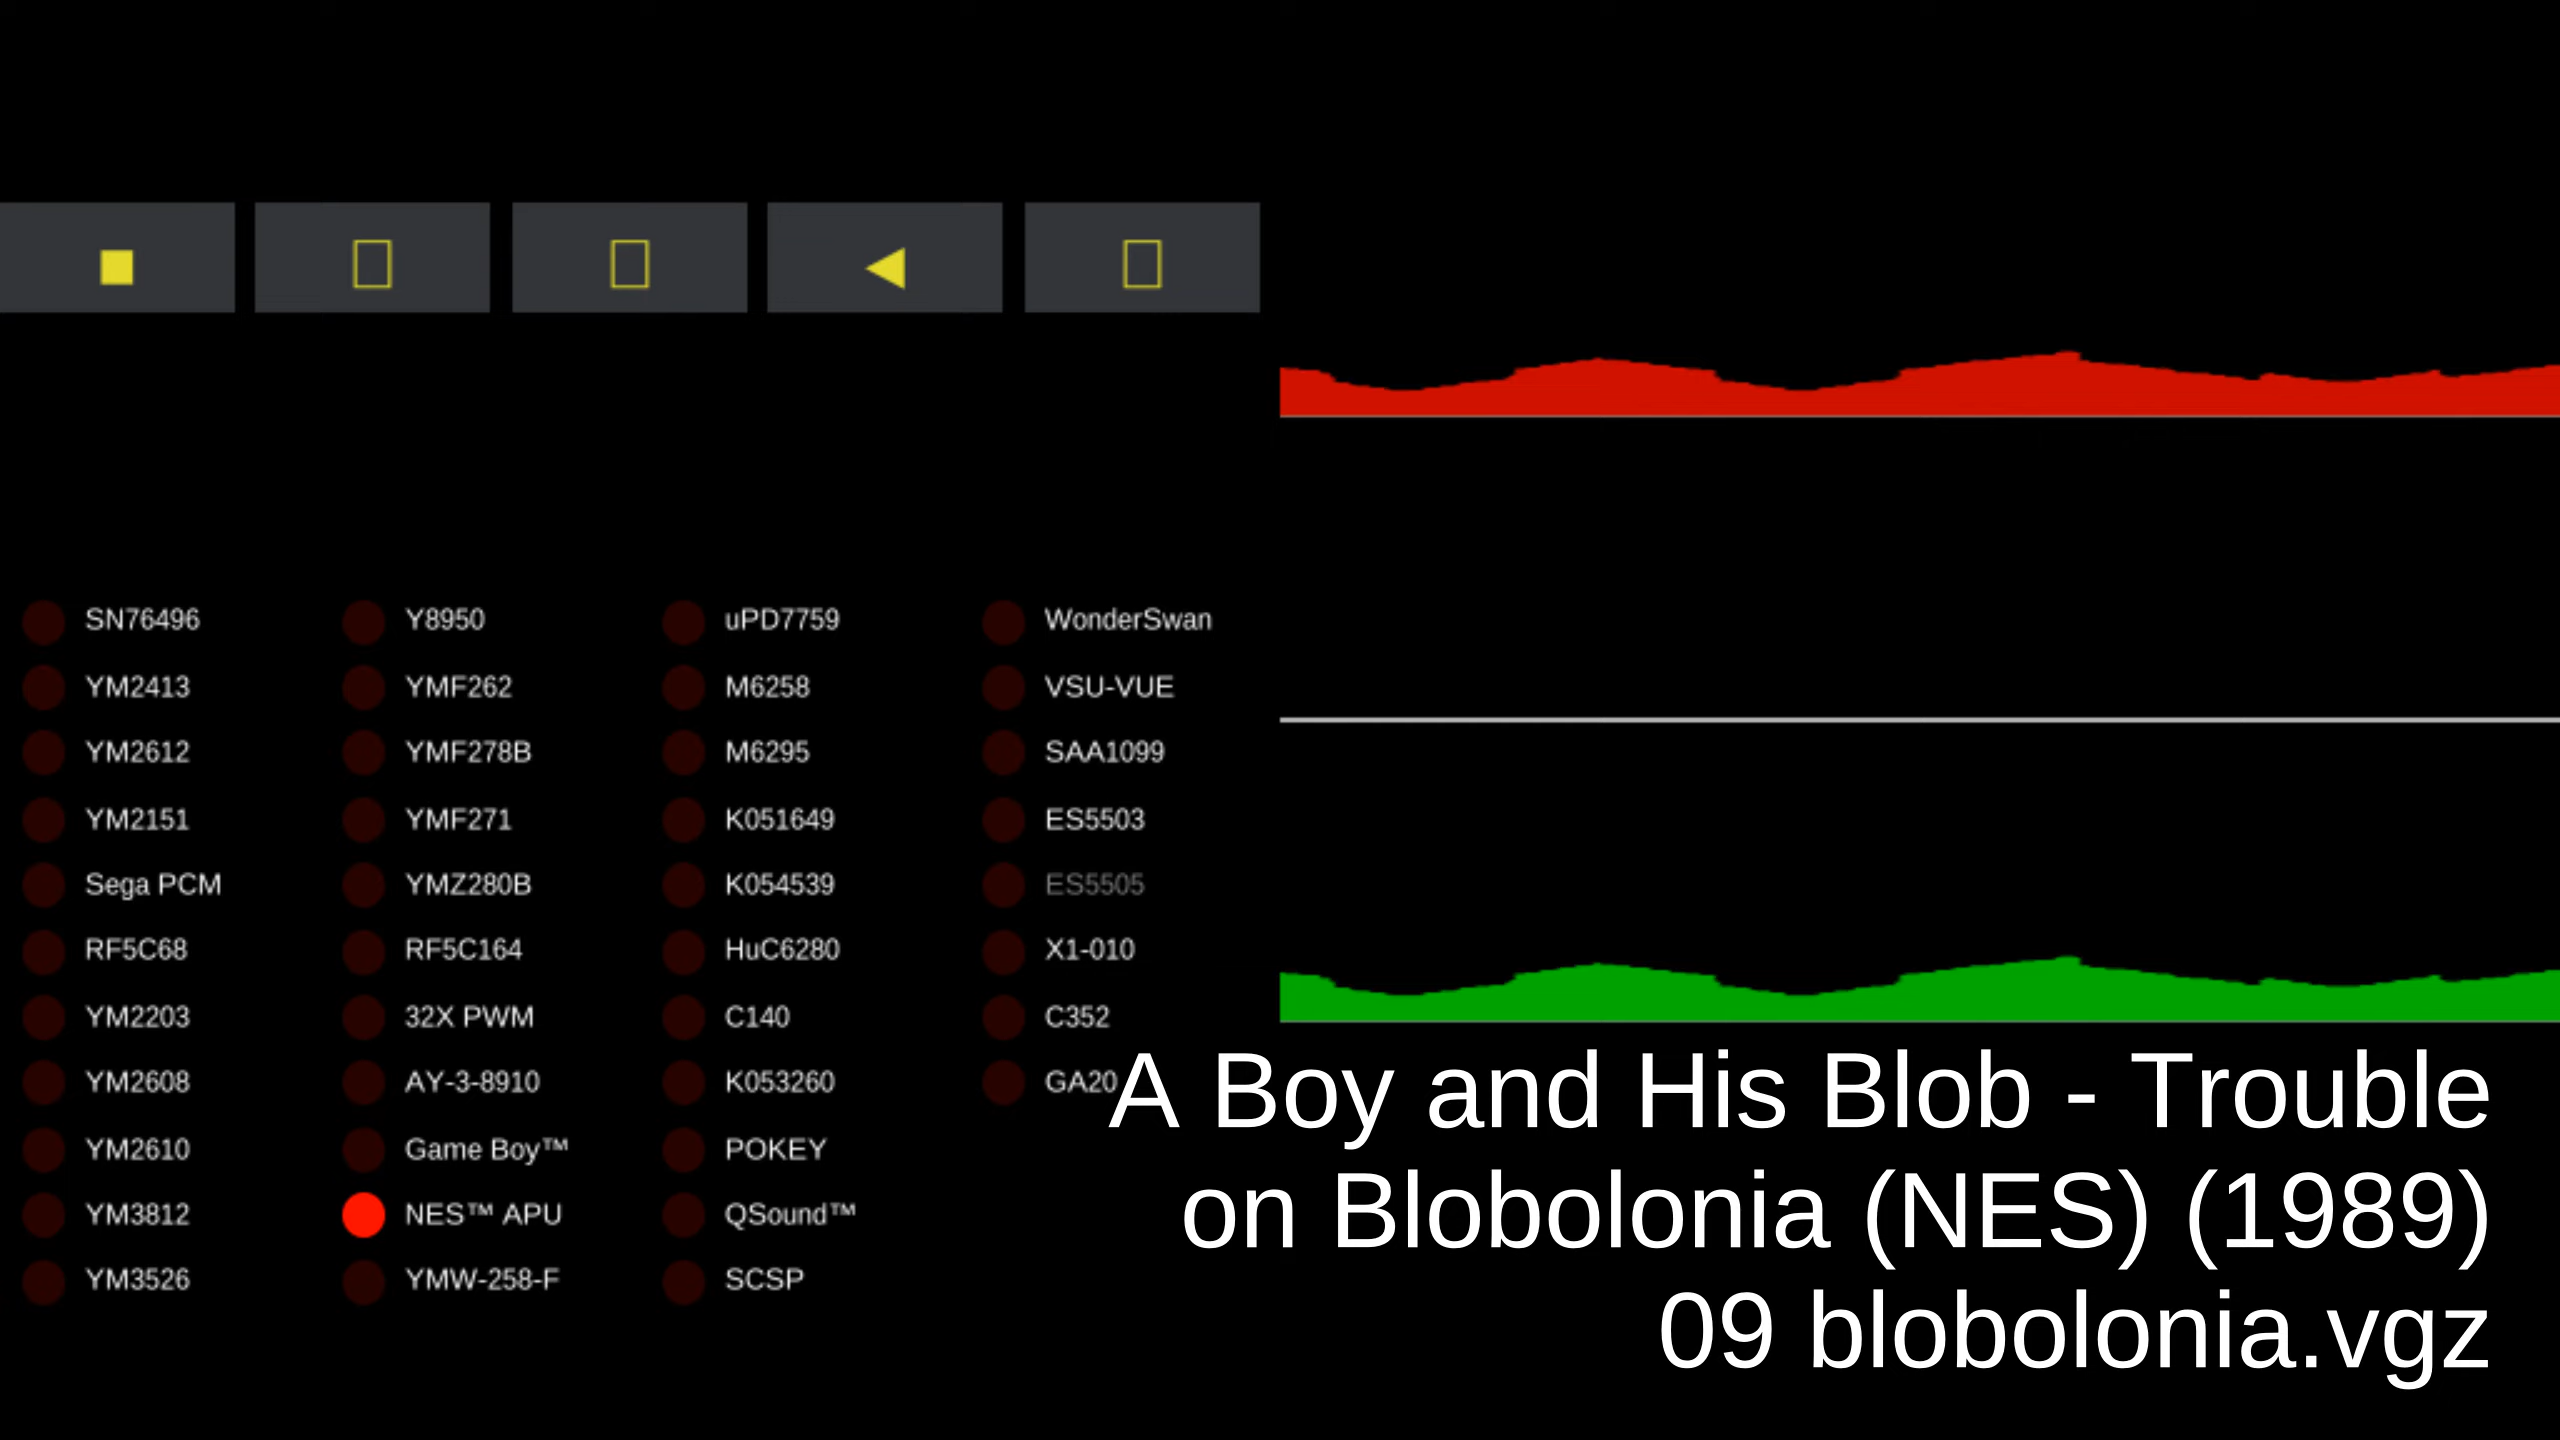 SN76496
YM2413
YM2612
YM2151
Sega PCM
RF5C68
YM2203
YM2608
YM2610
YM3812
YM3526
Y8950
YMF262
YMF278B
YMF271
YMZ280B
RF5C164
32X PWM
AY-3-8910
Game Boy™
NES™ APU
YMW-258-F
uPD7759
M6258
M6295
K051649
K054539
HuC6280
C140
K053260
POKEY
QSound™
SCSP
WonderSwan
VSU-VUE
SAA1099
ES5503
ES5505
X1-010
C352
GA20
A Boy and His Blob - Trouble
on Blobolonia (NES) (1989)
09 blobolonia.vgz